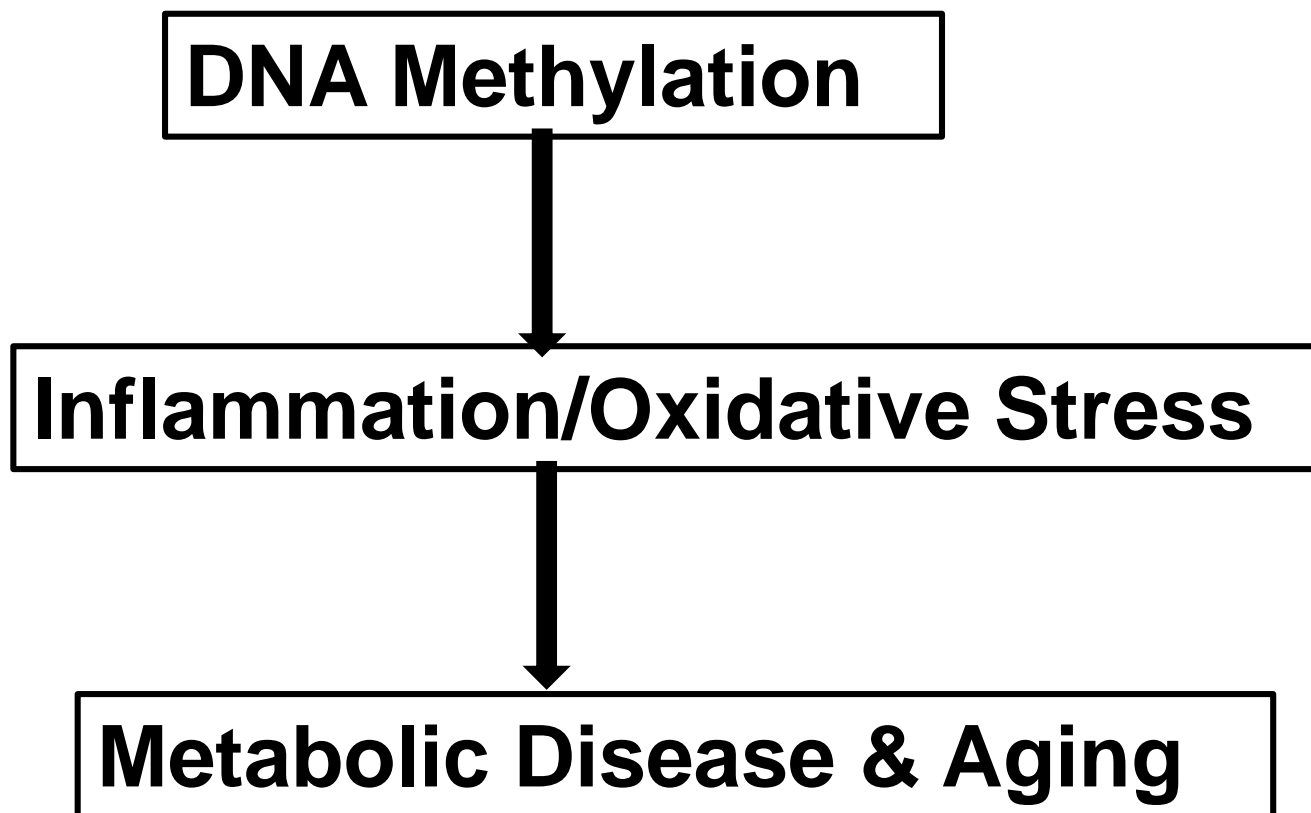 DNA Methylation
Inflammation/Oxidative Stress
Metabolic Disease & Aging